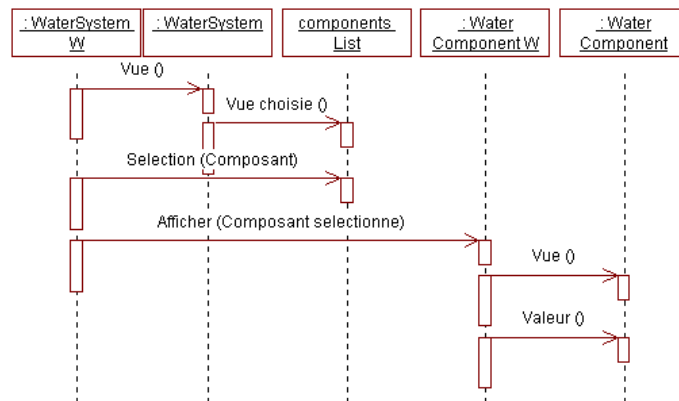 : WaterSystem
W
: WaterSystem
components
List
: Water
Component W
: Water
Component
Vue ()
Vue choisie ()
Selection (Composant)
Afficher (Composant selectionne)
Vue ()
Valeur ()